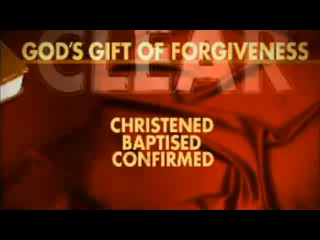 CLEAR
GOD'S GIFT OF FORGIVENESS
CHRISTENED
BAPTISED
CONFIRMED